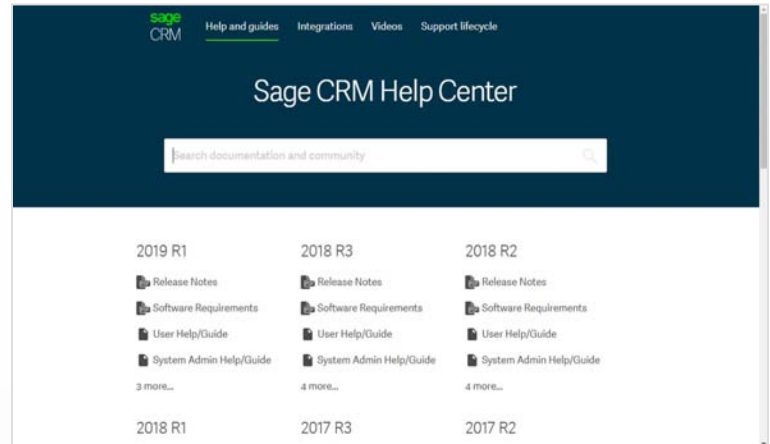 sage
CRM
Help and guides
Integrations
Videos
Support lifecycle
Sage CRM Help Center
Search documentation and community
2019 R1
Release Notes
Software Requirements
User Help/Guide
System Admin Help/Guide
3 more...
2018 R3
Release Notes
Software Requirements
User Help/Guide
System Admin Help/Guide
4 more...
2018 R2
Release Notes
Software Requirements
User Help/Guide
System Admin Help/Guide
4 more...
2018 R1
2017 R3
2017 R2